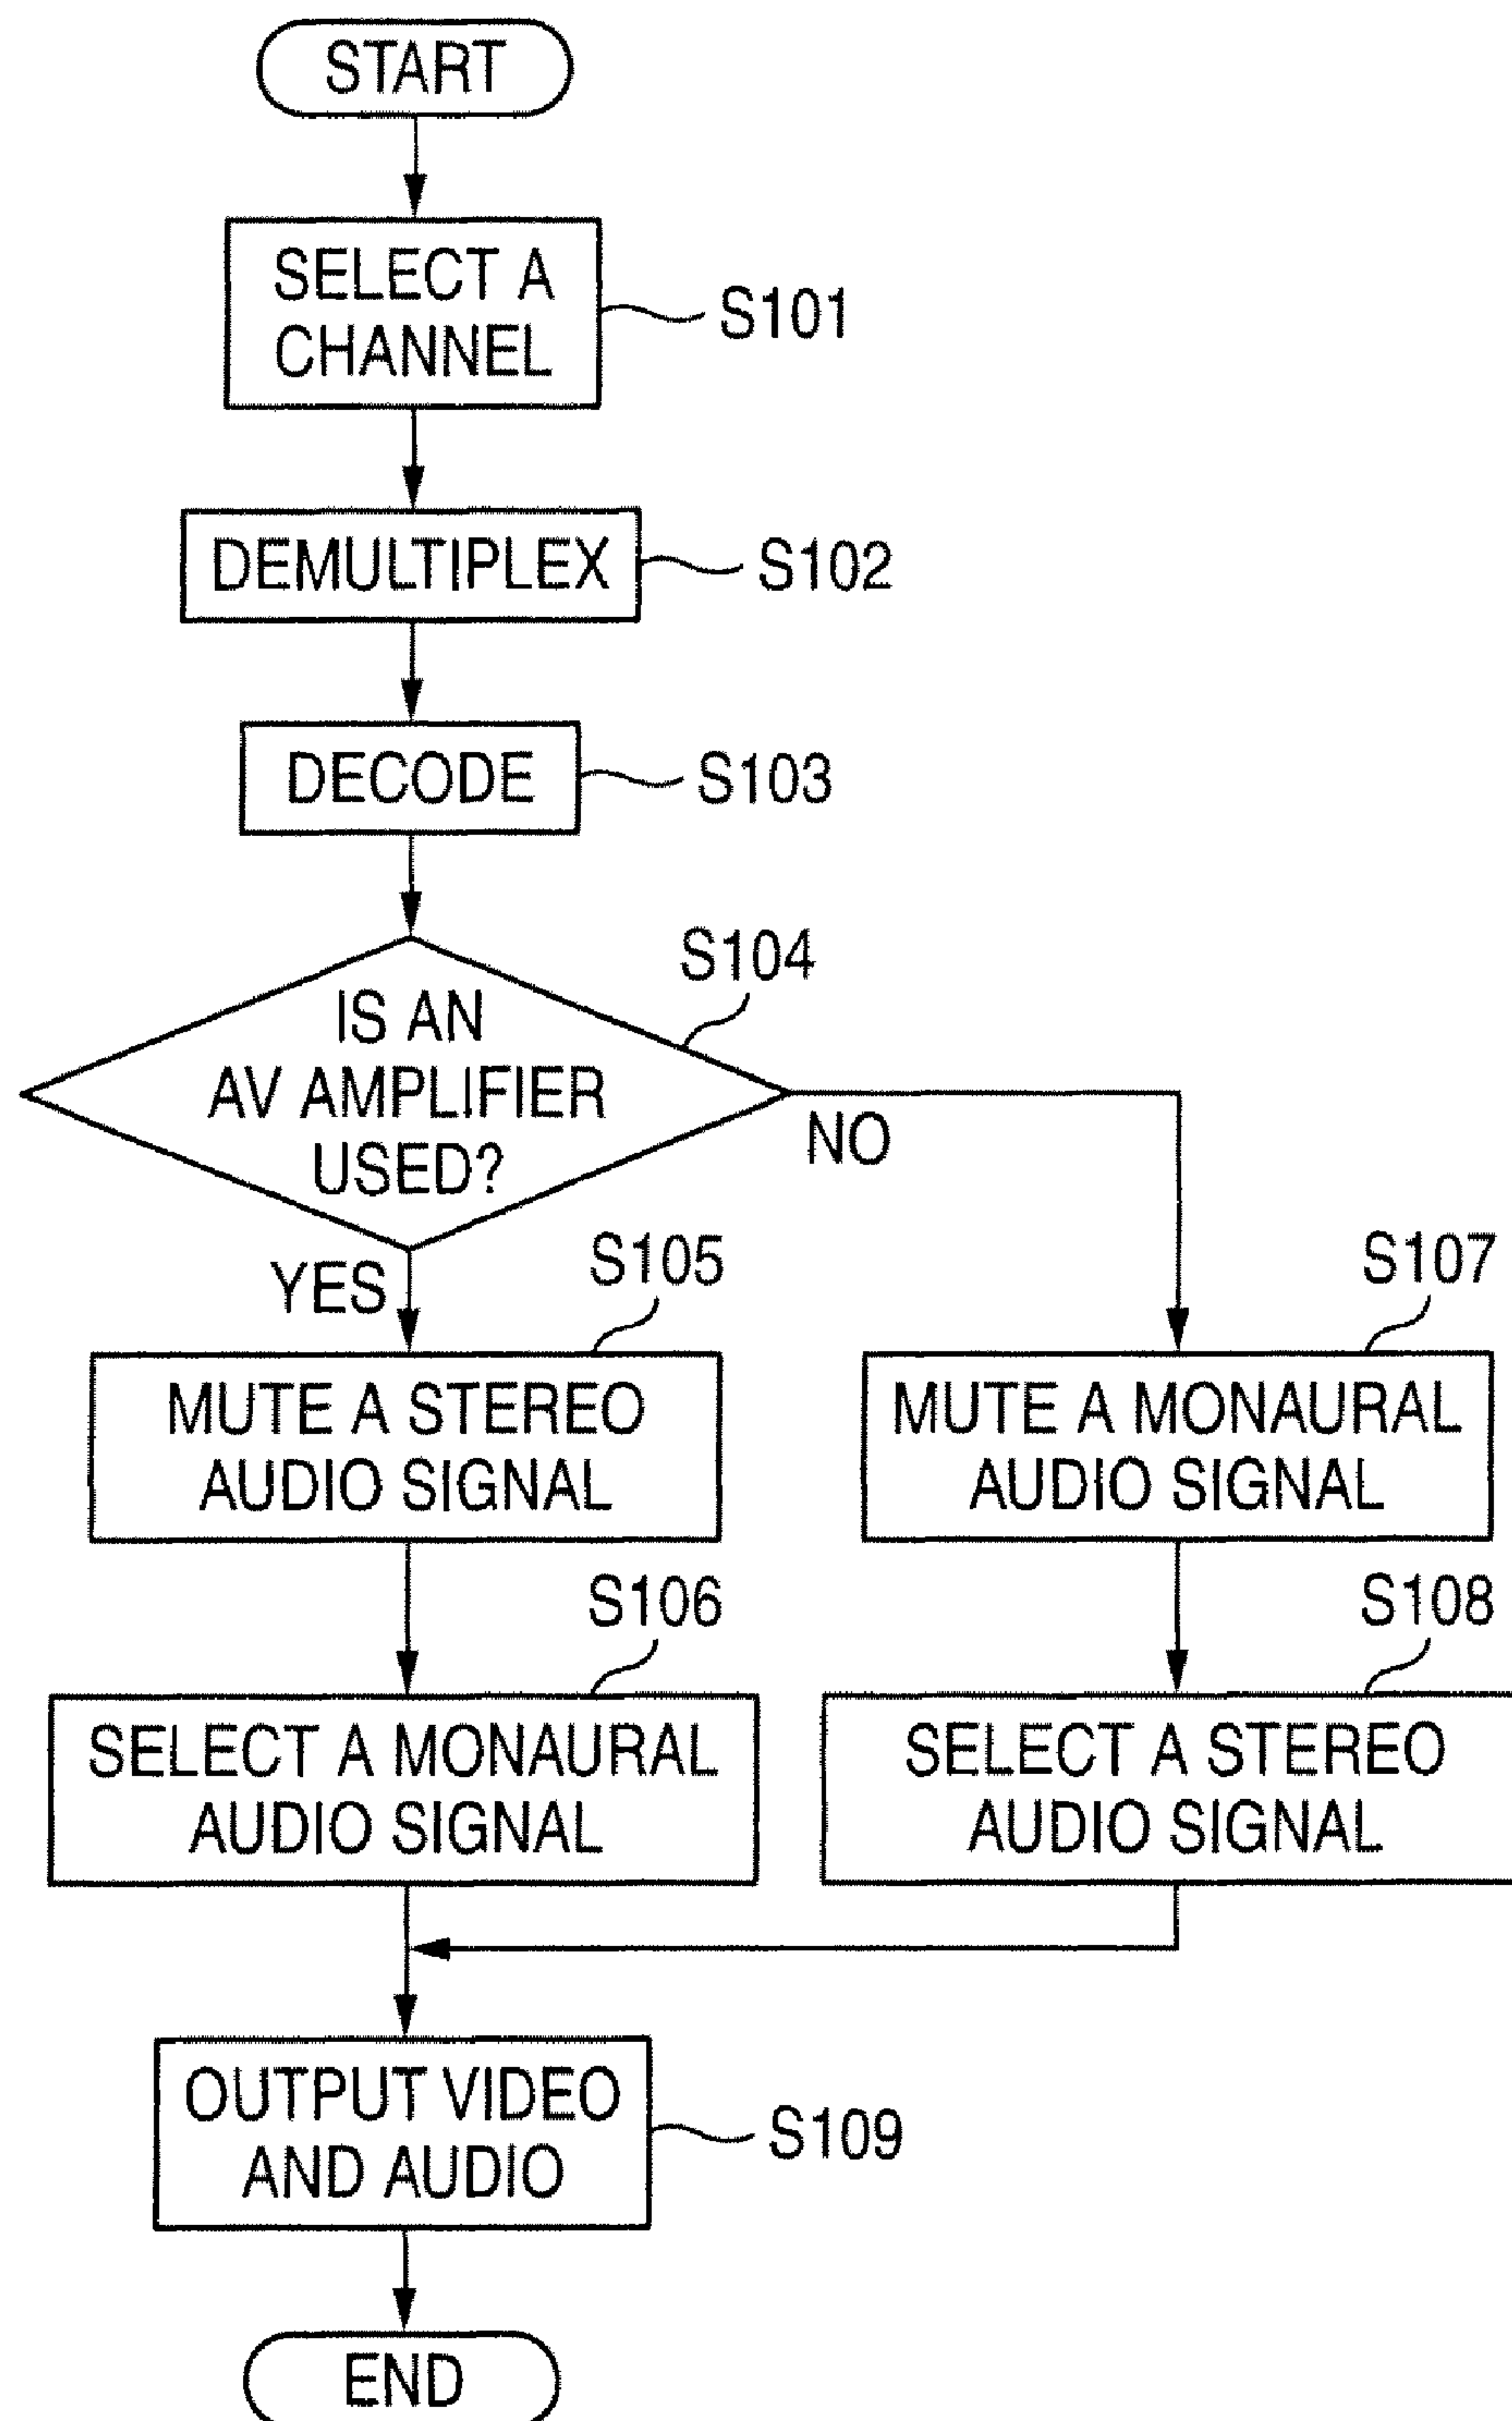 START
SELECT A
CHANNEL
S101
DEMULTIPLEX
S102
DECODE
S103
S104
IS AN
AV AMPLIFIER
USED?
NO
YES
S105
S107
MUTE A STEREO
AUDIO SIGNAL
MUTE A MONAURAL
AUDIO SIGNAL
S106
S108
SELECT A MONAURAL
AUDIO SIGNAL
SELECT A STEREO
AUDIO SIGNAL
OUTPUT VIDEO
AND AUDIO
S109
END